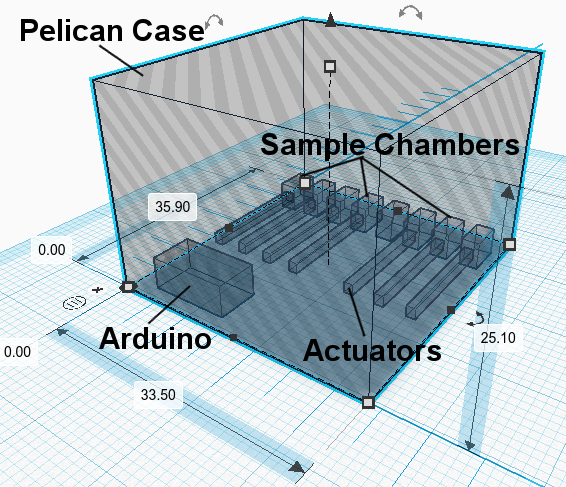 Pelican Case
Sample Chambers
35.90
0.00
Arduino
Actuators
25.10
0.00
33.50